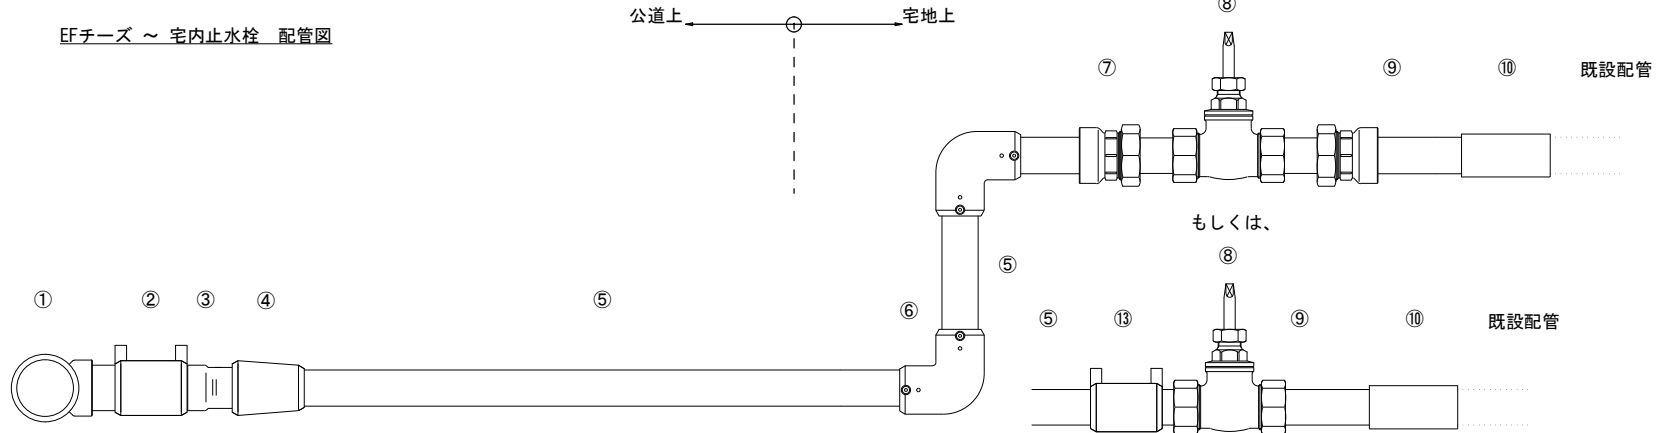 ⑧
公道上 宅地上
EFチーズ ～ 宅内止水栓 配管図
⑦ ⑨ ⑩ 既設配管
もしくは、
⑧
⑤
① ② ③ ④ ⑤ ⑥
⑤ ⑬ ⑨ ⑩ 既設配管